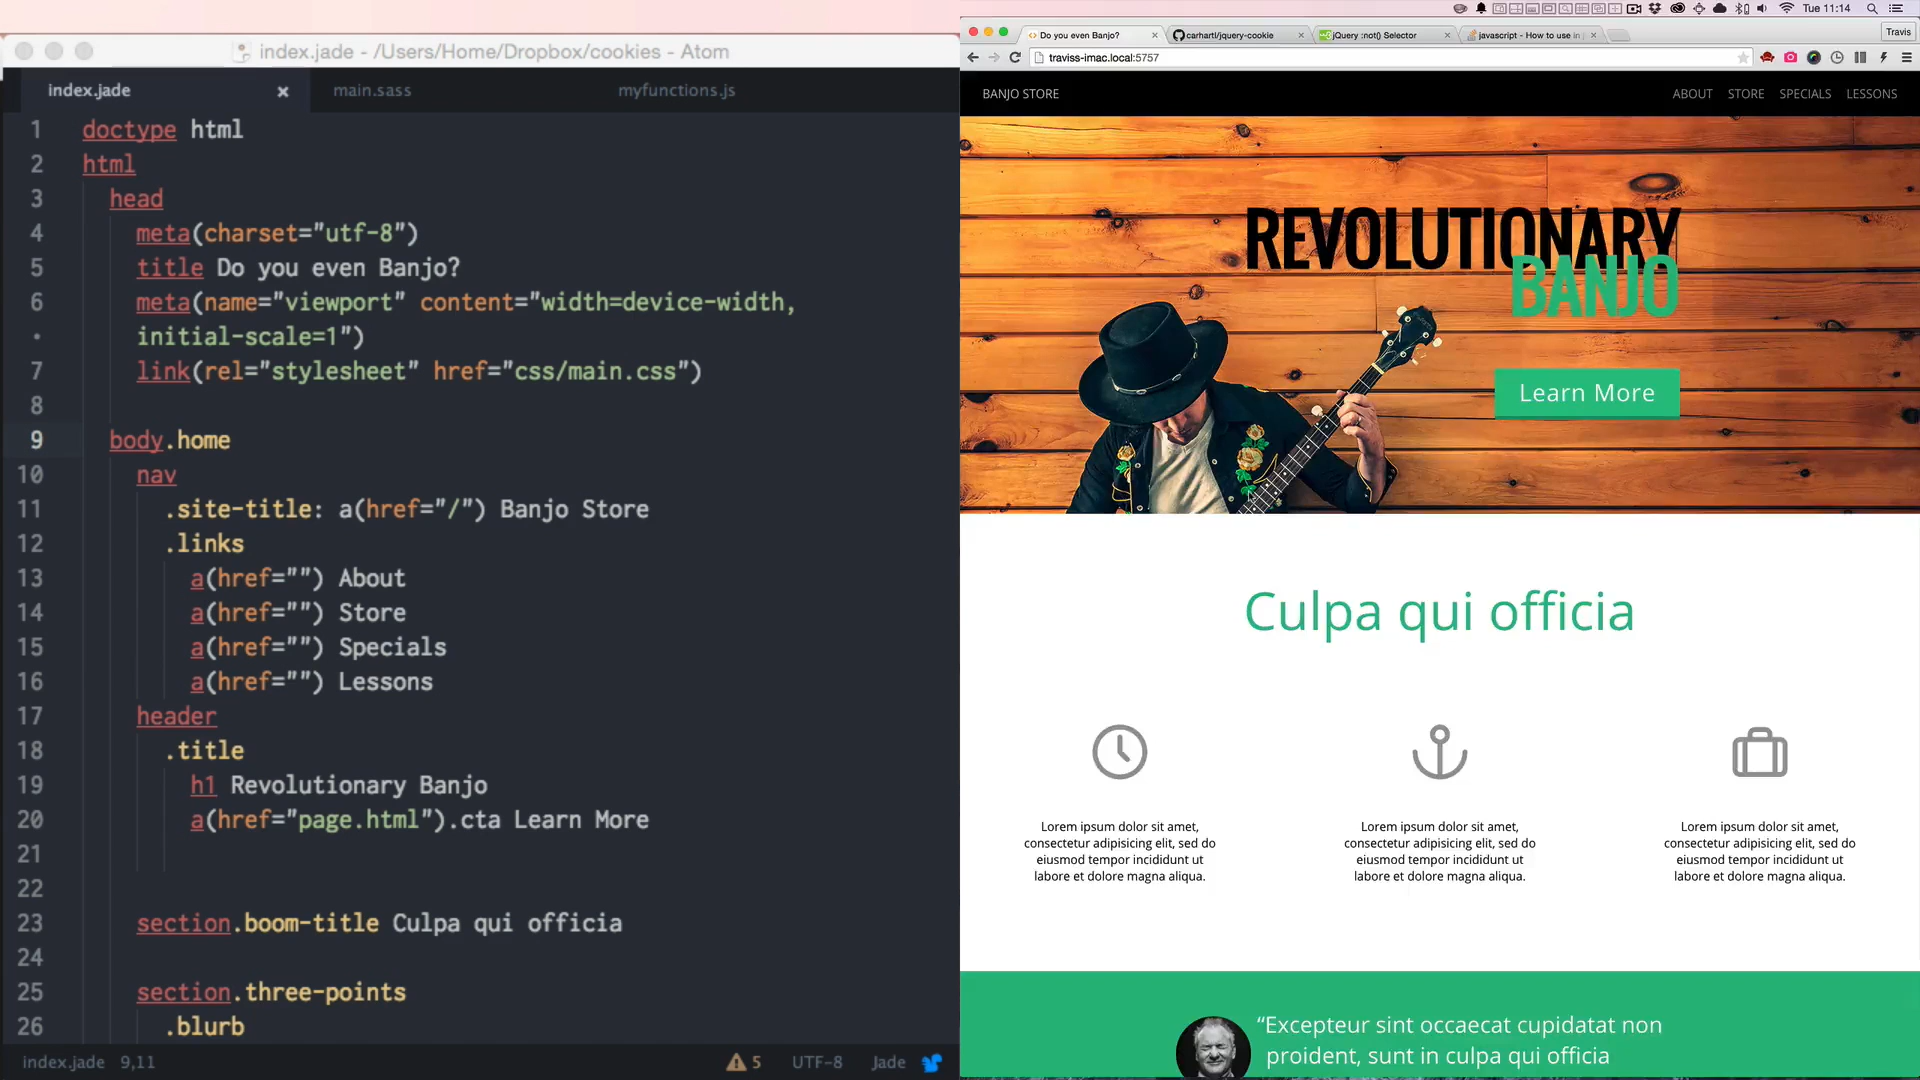 index.jade - /Users/Home/Dropbox/cookies - Atom
index.jade
main.sass
myfunctions.js
1 doctype html
2 html
3 head
4 meta(charset="utf-8")
5 title Do you even Banjo?
6 meta(name="viewport" content="width=device-width,
initial-scale=1")
7 link(rel="stylesheet" href="css/main.css")
8
9 body.home
10 nav
11 .site-title: a(href="/") Banjo Store
12 .links
13 a(href="") About
14 a(href="") Store
15 a(href="") Specials
16 a(href="") Lessons
17 header
18 .title
19 h1 Revolutionary Banjo
20 a(href="page.html").cta Learn More
21
22
23 section.boom-title Culpa qui officia
24
25 section.three-points
26 .blurb
index.jade 9,11
5 UTF-8 Jade
Tue 11:14
Do you even Banjo?
carhartl/jquery-cookie
jQuery :not() Selector
javascript - How to use in j
Travis
traviss-imac.local:5757
BANJO STORE
ABOUT STORE SPECIALS LESSONS
REVOLUTIONARY
BANJO
Learn More
Culpa qui officia
Lorem ipsum dolor sit amet,
consectetur adipisicing elit, sed do
eiusmod tempor incididunt ut
labore et dolore magna aliqua.
Lorem ipsum dolor sit amet,
consectetur adipisicing elit, sed do
eiusmod tempor incididunt ut
labore et dolore magna aliqua.
Lorem ipsum dolor sit amet,
consectetur adipisicing elit, sed do
eiusmod tempor incididunt ut
labore et dolore magna aliqua.
“Excepteur sint occaecat cupidatat non
proident, sunt in culpa qui officia